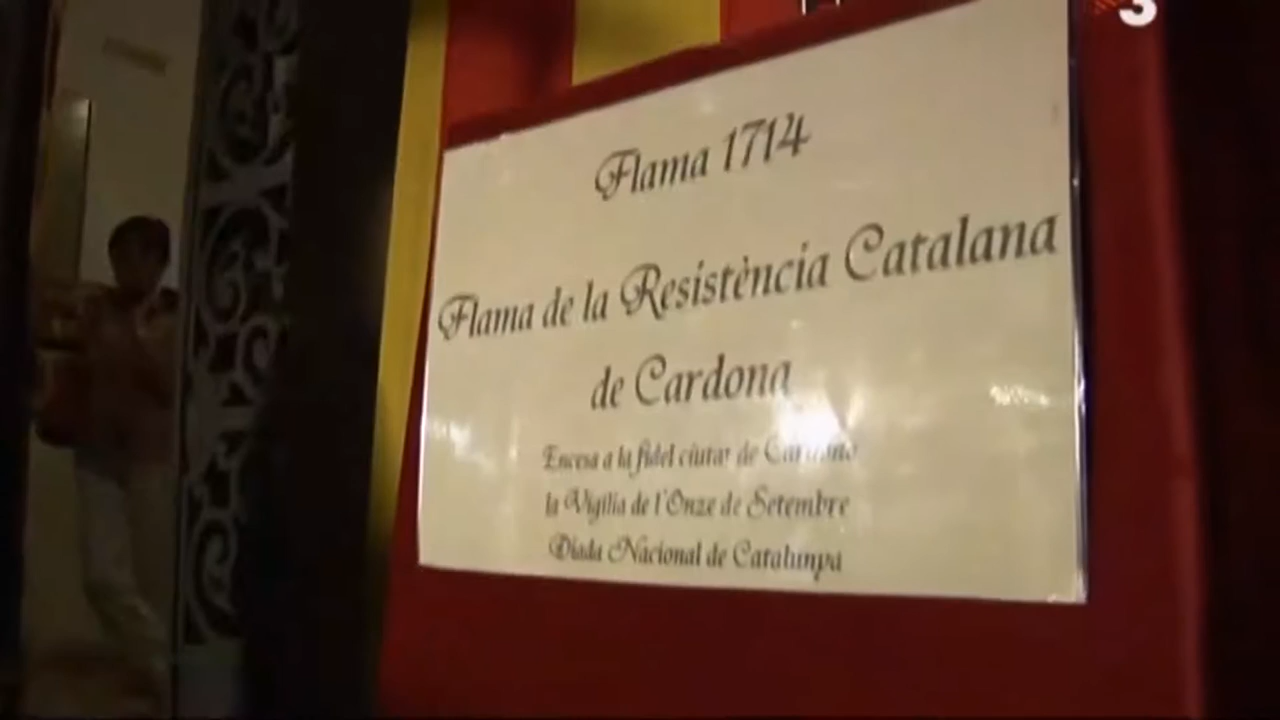 3
Flama 1714
Flama de la Resistència Catalana
de Cardona
Encesa a la fidel ciutat de Cardona
la Vigília de l'Onze de Setembre
Diada Nacional de Catalunya